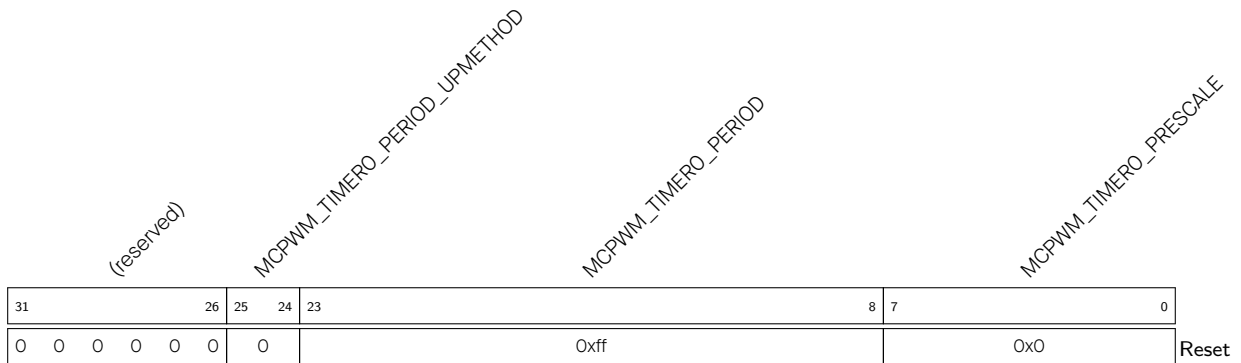 (reserved)
MCPWM_TIMER0_PERIOD_UPMETHOD
MCPWM_TIMER0_PERIOD
MCPWM_TIMER0_PRESCALE
31 26 25 24 23 8 7 0
0 0 0 0 0 0 0 0xff 0x0 Reset